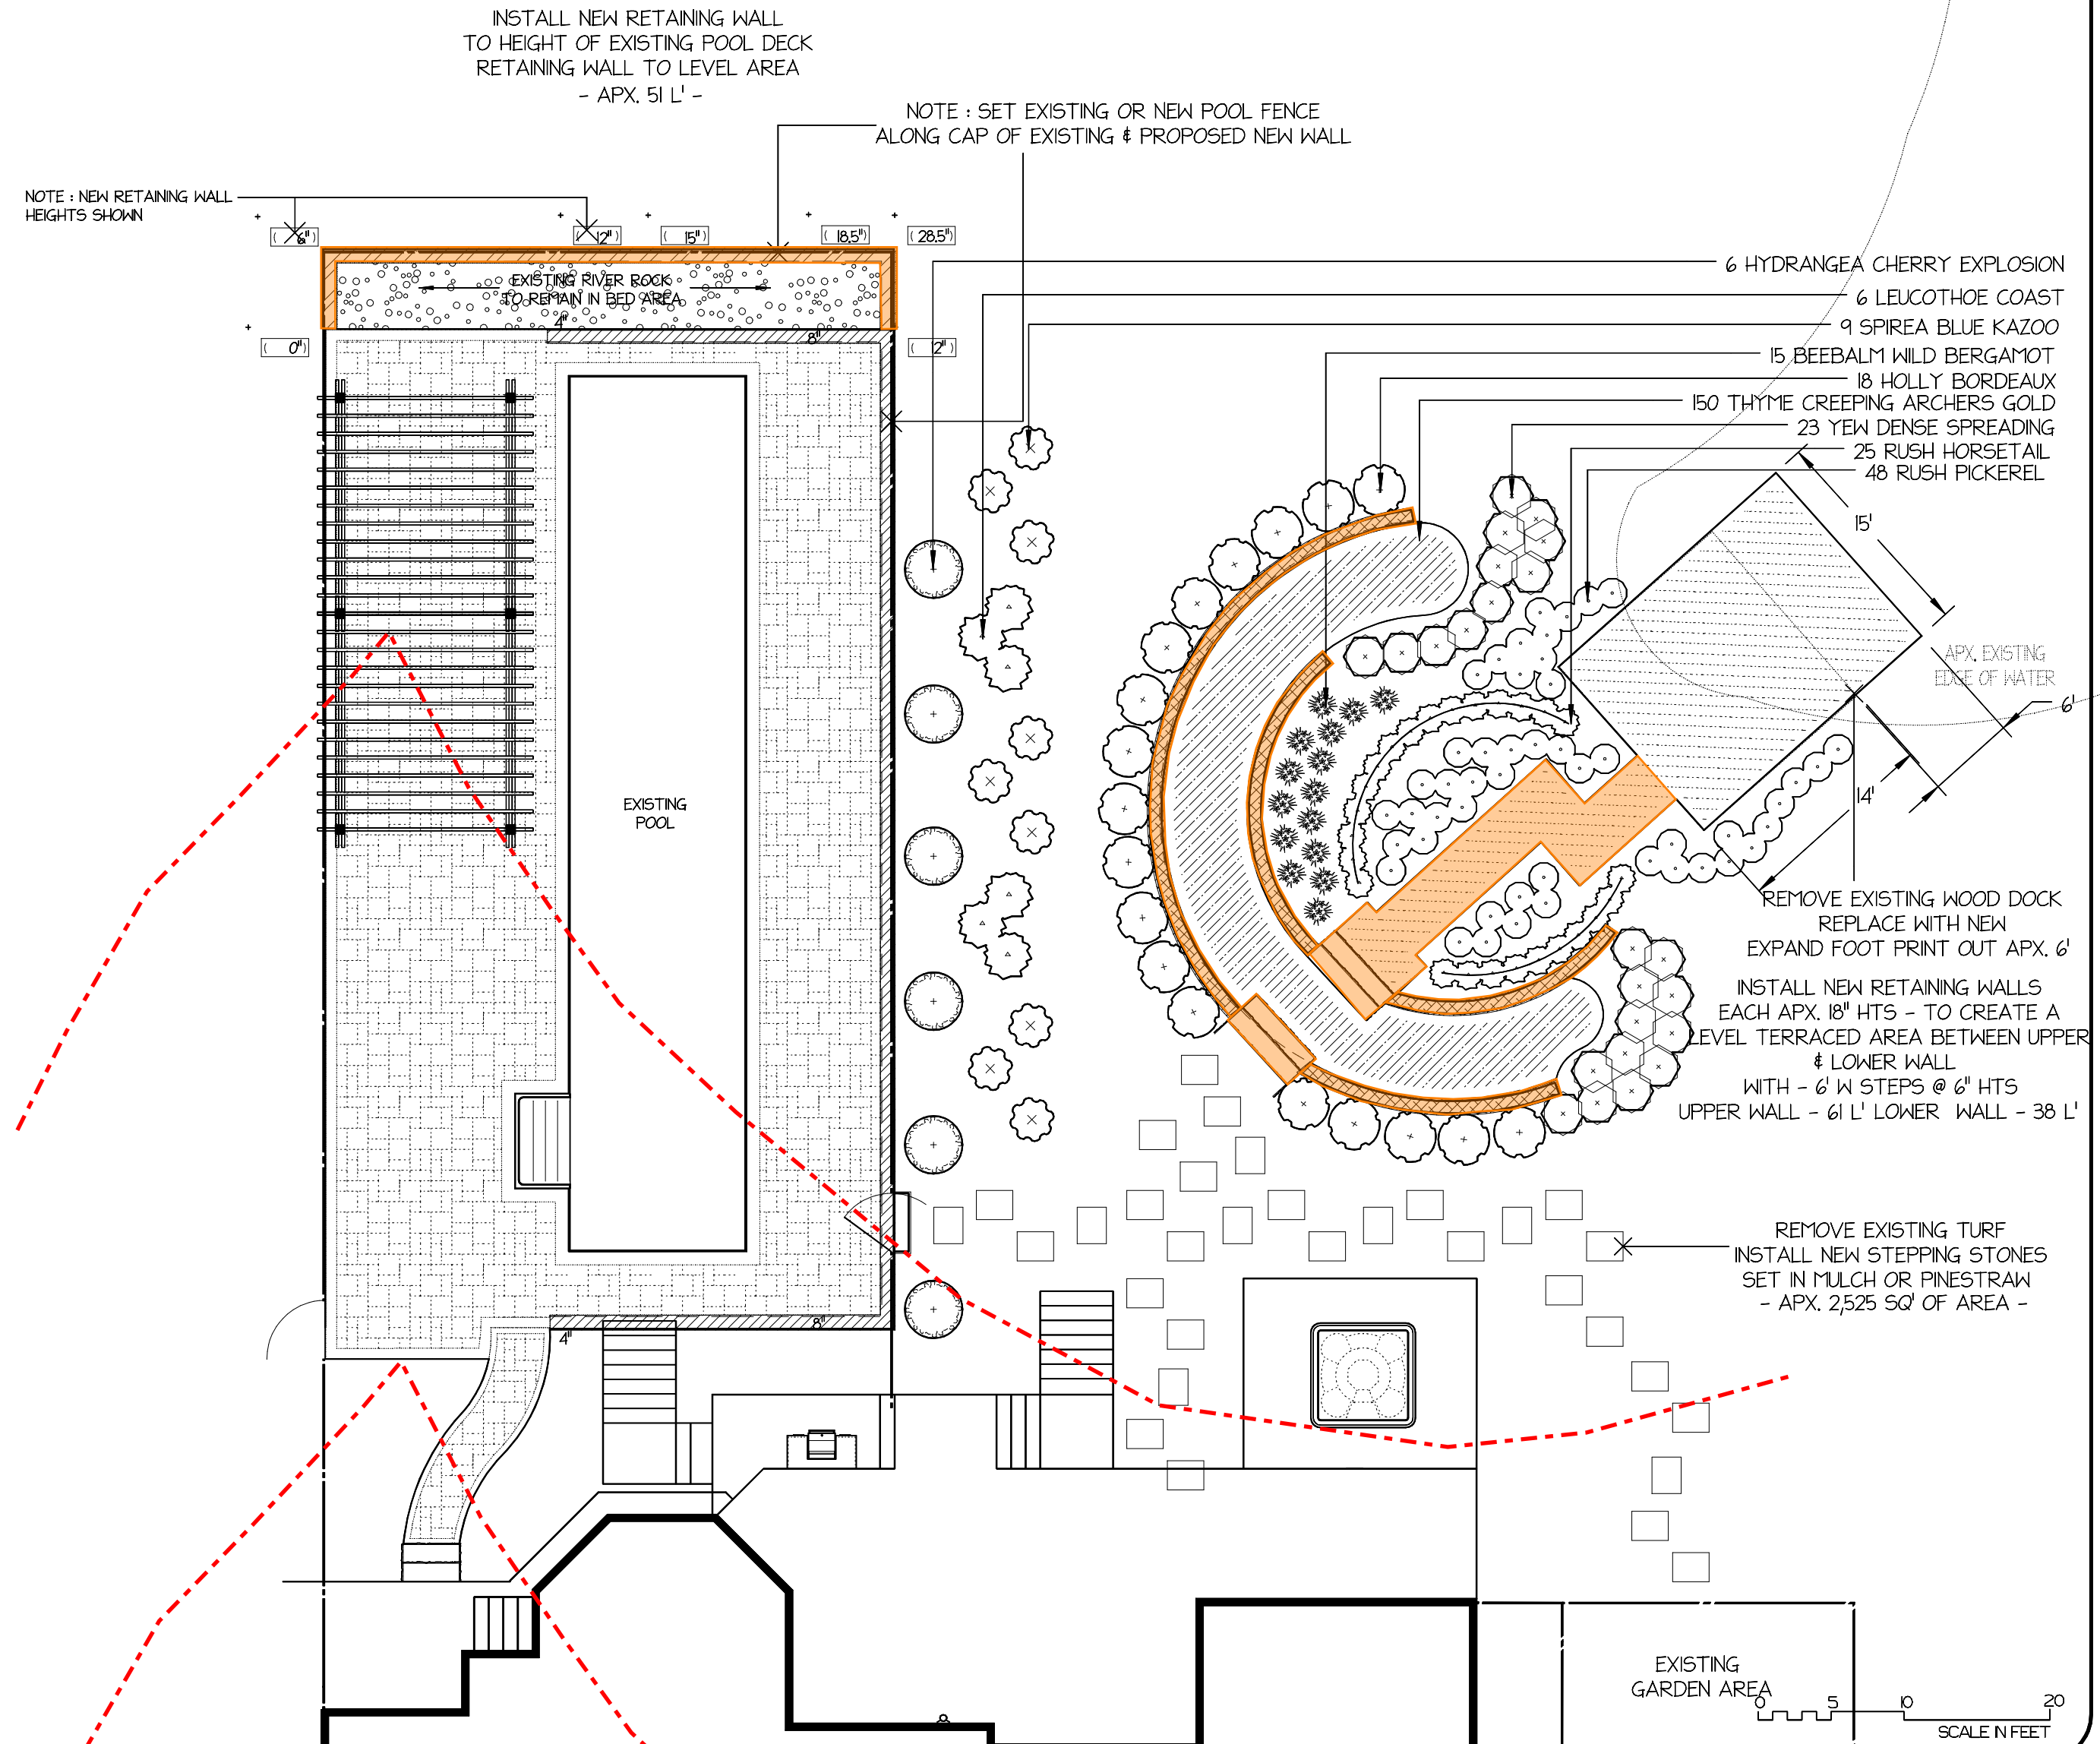 INSTALL NEW RETAINING WALL
TO HEIGHT OF EXISTING POOL DECK
RETAINING WALL TO LEVEL AREA
- APX. 51 L' -
NOTE : SET EXISTING OR NEW POOL FENCE
ALONG CAP OF EXISTING & PROPOSED NEW WALL
NOTE : NEW RETAINING WALL
HEIGHTS SHOWN
( 6")
( 12")
( 15")
( 18.5")
( 28.5")
EXISTING RIVER ROCK
TO REMAIN IN BED AREA
4"
8"
( 0")
( 2")
6 HYDRANGEA CHERRY EXPLOSION
6 LEUCOTHOE COAST
9 SPIREA BLUE KAZOO
15 BEEBALM WILD BERGAMOT
18 HOLLY BORDEAUX
150 THYME CREEPING ARCHERS GOLD
23 YEW DENSE SPREADING
25 RUSH HORSETAIL
48 RUSH PICKEREL
15'
APX. EXISTING
EDGE OF WATER
6'
14'
EXISTING
POOL
REMOVE EXISTING WOOD DOCK
REPLACE WITH NEW
EXPAND FOOT PRINT OUT APX. 6'
INSTALL NEW RETAINING WALLS
EACH APX. 18" HTS - TO CREATE A
LEVEL TERRACED AREA BETWEEN UPPER
& LOWER WALL
WITH - 6' W STEPS @ 6" HTS
UPPER WALL - 61 L' LOWER WALL - 38 L'
REMOVE EXISTING TURF
INSTALL NEW STEPPING STONES
SET IN MULCH OR PINESTRAW
- APX. 2,525 SQ' OF AREA -
4"
8"
EXISTING
GARDEN AREA
0 5 10 20
SCALE IN FEET